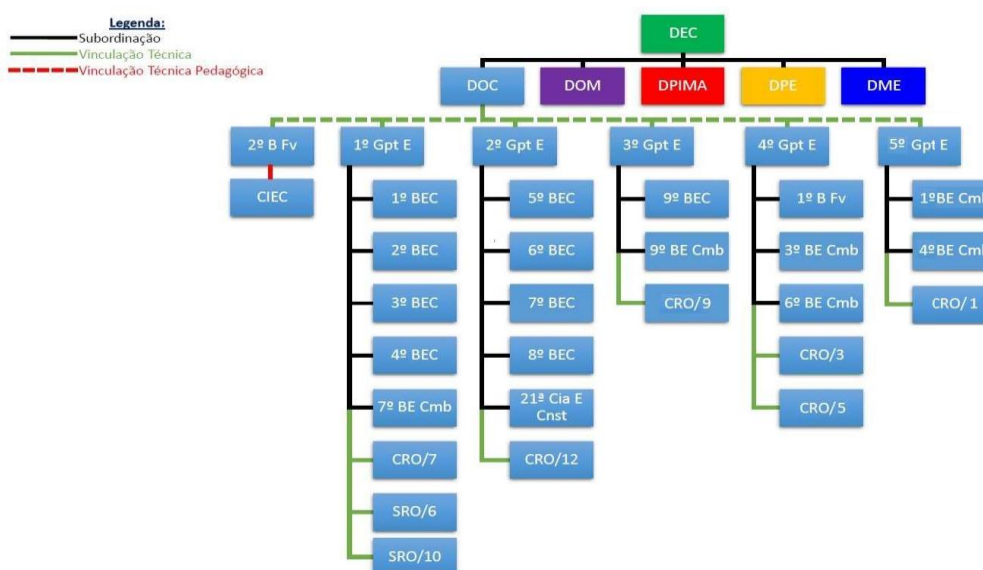 Legenda:
Subordinação
Vinculação Técnica
Vinculação Técnica Pedagógica
DEC
DOC
DOM
DPIMA
DPE
DME
2º B Fv
1º Gpt E
2º Gpt E
3º Gpt E
4º Gpt E
5º Gpt E
CIEC
1º BEC
2º BEC
3º BEC
4º BEC
7º BE Cmb
CRO/7
SRO/6
SRO/10
5º BEC
6º BEC
7º BEC
8º BEC
21ª Cia E
Cnst
CRO/12
9º BEC
9º BE Cmb
CRO/9
1º B Fv
3º BE Cmb
6º BE Cmb
CRO/3
CRO/5
1ºBE Cmb
4ºBE Cmb
CRO/1